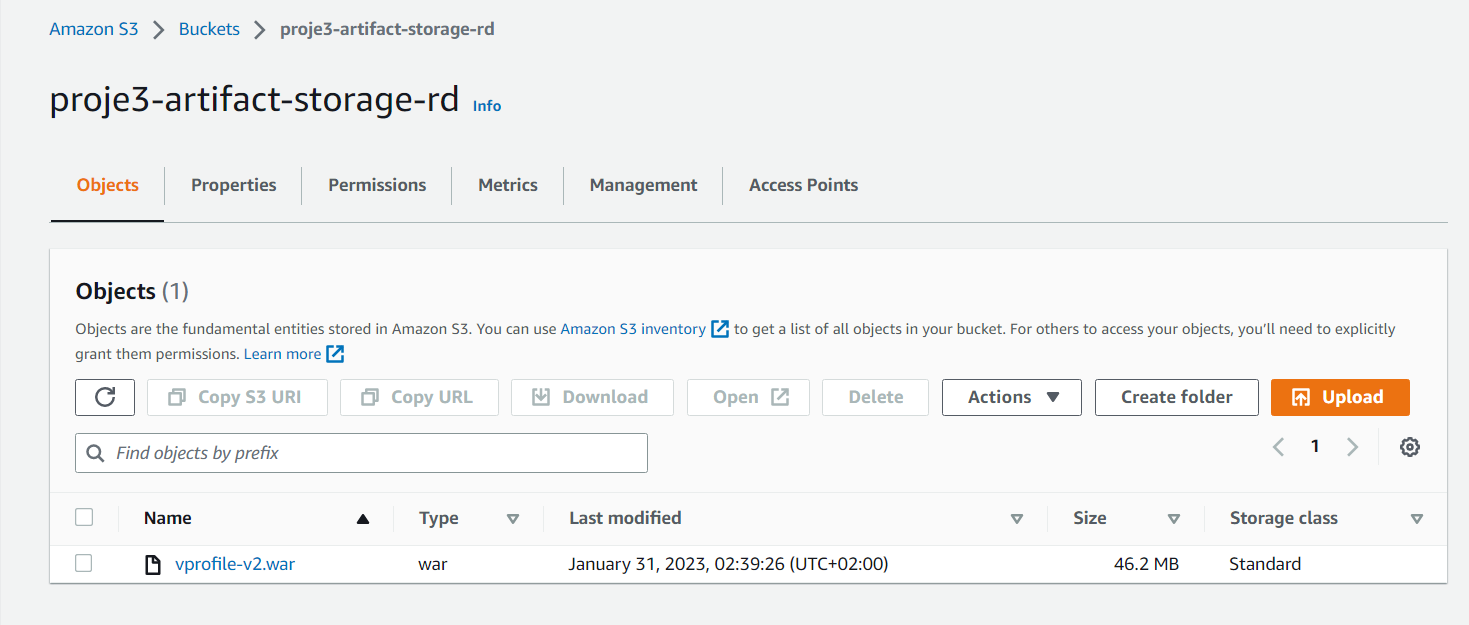 Amazon S3 > Buckets > proje3-artifact-storage-rd
proje3-artifact-storage-rd Info
Objects Properties Permissions Metrics Management Access Points
Objects (1)
Objects are the fundamental entities stored in Amazon S3. You can use Amazon S3 inventory to get a list of all objects in your bucket. For others to access your objects, you'll need to explicitly
grant them permissions. Learn more
Copy S3 URI Copy URL Download Open Delete Actions Create folder Upload
Find objects by prefix
1
Name Type Last modified Size Storage class
vprofile-v2.war war January 31, 2023, 02:39:26 (UTC+02:00) 46.2 MB Standard